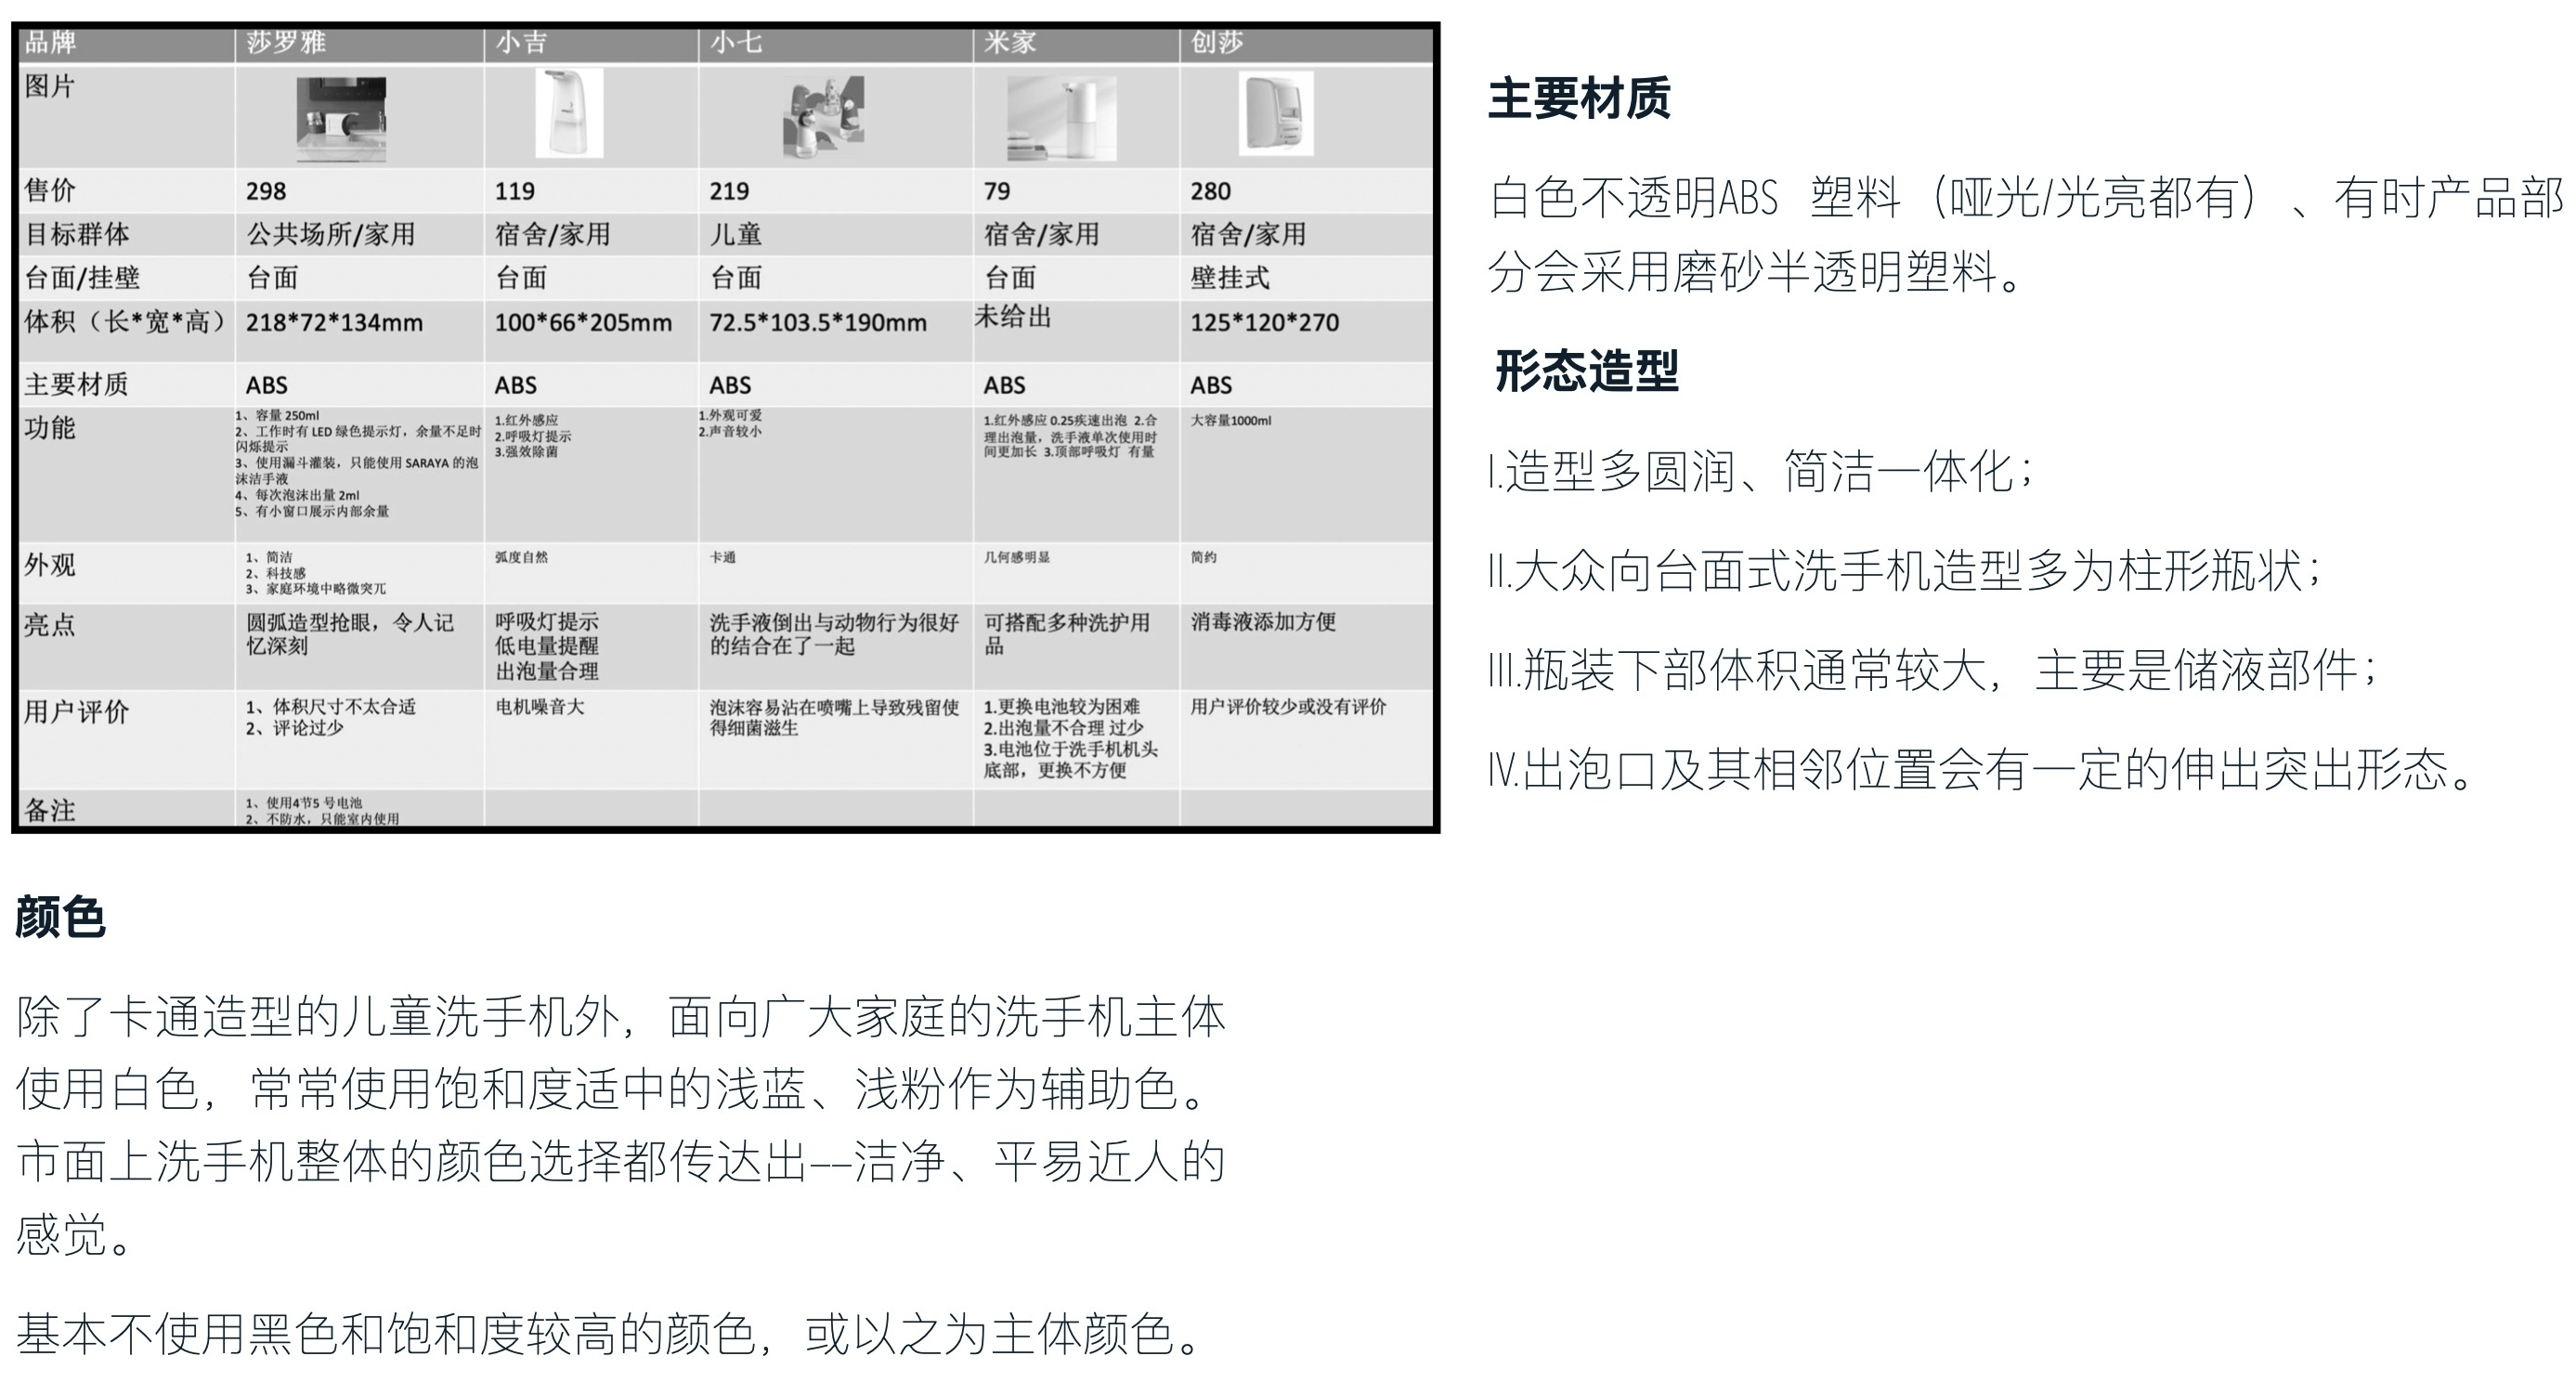 品牌 莎罗雅 小吉 小七 米家 创莎
图片
售价 298 119 219 79 280
目标群体 公共场所/家用 宿舍/家用 儿童 宿舍/家用 宿舍/家用
台面/挂壁 台面 台面 台面 台面 壁挂式
体积（长*宽*高） 218*72*134mm 100*66*205mm 72.5*103.5*190mm 未给出 125*120*270
主要材质 ABS ABS ABS ABS ABS
功能
1、容量 250ml
2、工作时有 LED 绿色提示灯，余量不足时
闪烁提示
3、使用漏斗灌装，只能使用 SARAYA 的泡
沫洁手液
4、每次泡沫出量 2ml
5、有小窗口展示内部余量
1.红外感应
2.呼吸灯提示
3.强效除菌
1.外观可爱
2.声音较小
1.红外感应 0.25疾速出泡 2.合
理出泡量，洗手液单次使用时
间更加长 3.顶部呼吸灯 有量
大容量1000ml
外观
1、简洁
2、科技感
3、家庭环境中略微突兀
弧度自然
卡通
几何感明显
简约
亮点
圆弧造型抢眼，令人记
忆深刻
呼吸灯提示
低电量提醒
出泡量合理
洗手液倒出与动物行为很好
的结合在了一起
可搭配多种洗护用
品
消毒液添加方便
用户评价
1、体积尺寸不太合适
2、评论过少
电机噪音大
泡沫容易沾在喷嘴上导致残留使
得细菌滋生
1.更换电池较为困难
2.出泡量不合理 过少
3.电池位于洗手机机头
底部，更换不方便
用户评价较少或没有评价
备注
1、使用4节5 号电池
2、不防水，只能室内使用
主要材质
白色不透明ABS 塑料（哑光/光亮都有）、有时产品部
分会采用磨砂半透明塑料。
形态造型
I.造型多圆润、简洁一体化；
II.大众向台面式洗手机造型多为柱形瓶状；
III.瓶装下部体积通常较大，主要是储液部件；
IV.出泡口及其相邻位置会有一定的伸出突出形态。
颜色
除了卡通造型的儿童洗手机外，面向广大家庭的洗手机主体
使用白色，常常使用饱和度适中的浅蓝、浅粉作为辅助色。
市面上洗手机整体的颜色选择都传达出--洁净、平易近人的
感觉。
基本不使用黑色和饱和度较高的颜色，或以之为主体颜色。